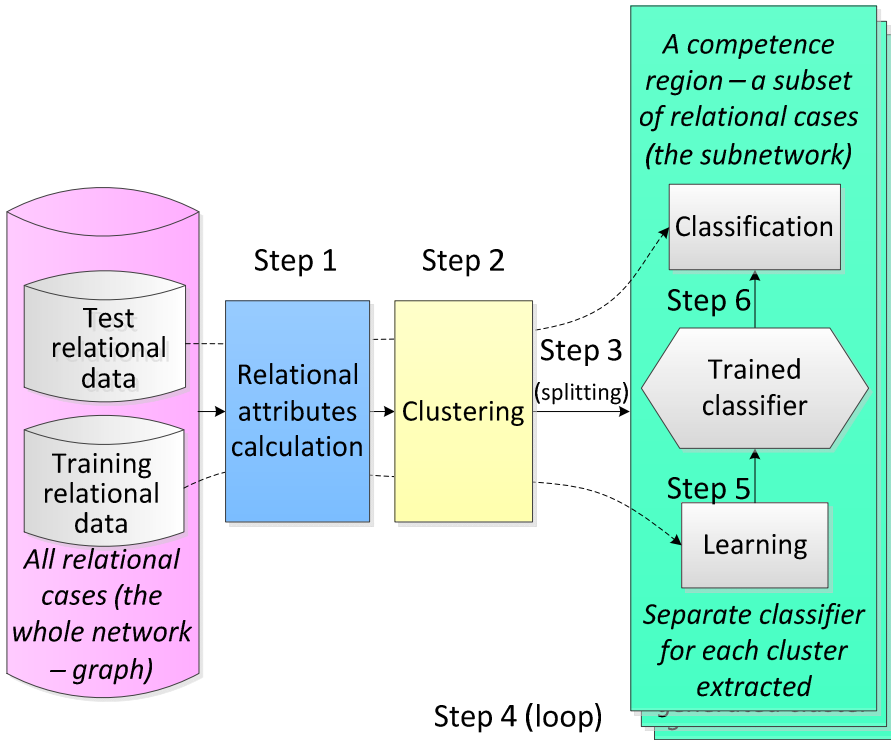 Test
relational
data
Training
relational
data
All relational
cases (the
whole network
– graph)
Step 1
Relational
attributes
calculation
Step 2
Clustering
Step 3
(splitting)
Step 4 (loop)
A competence
region – a subset
of relational cases
(the subnetwork)
Classification
Step 6
Trained
classifier
Step 5
Learning
Separate classifier
for each cluster
extracted